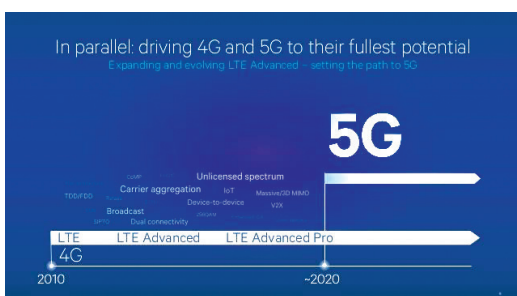 In parallel: driving 4G and 5G to their fullest potential
Expanding and evolving LTE Advanced – setting the path to 5G
5G
CoMP
Unlicensed spectrum
Carrier aggregation
IoT
Massive/3D MIMO
TDD/FDD
Device-to-device
V2X
Broadcast
Dual connectivity
LTE
LTE Advanced
LTE Advanced Pro
4G
2010
~2020